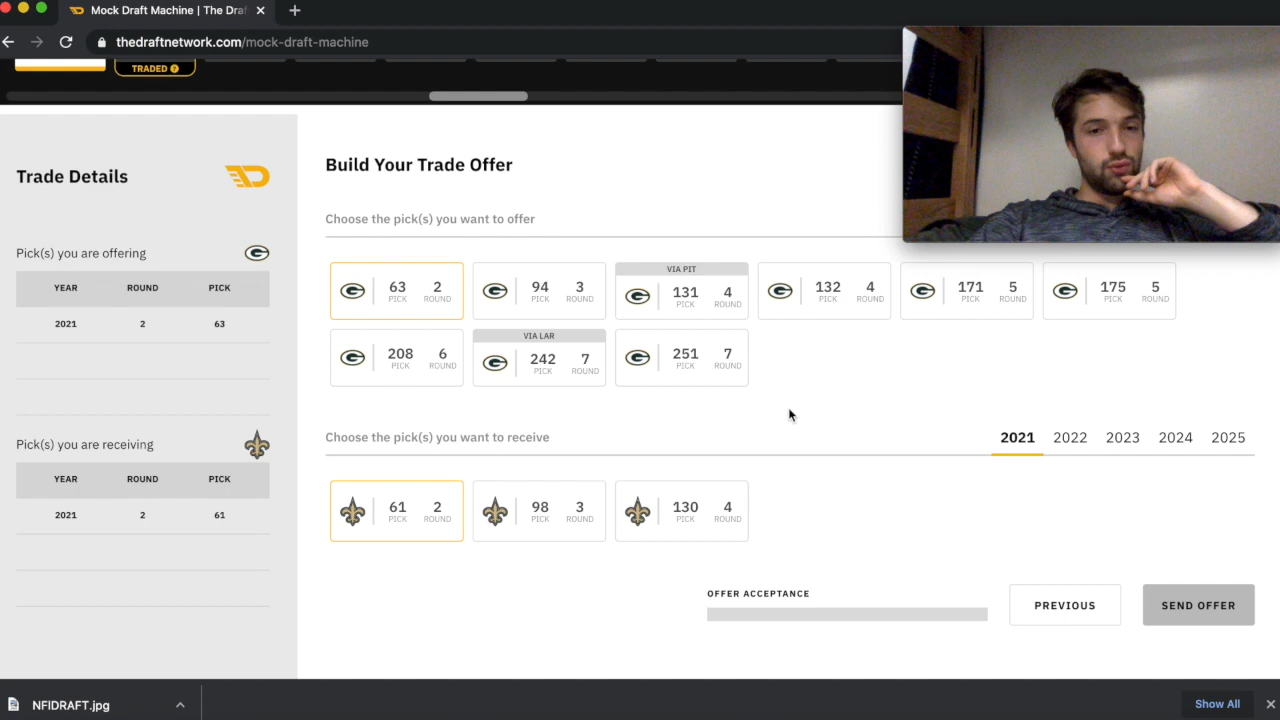 Mock Draft Machine | The Dra
thedraftnetwork.com/mock-draft-machine
TRADED ?
Trade Details
Build Your Trade Offer
Choose the pick(s) you want to offer
Pick(s) you are offering
YEAR ROUND PICK
2021 2 63
63 PICK 2 ROUND
94 PICK 3 ROUND
VIA PIT
131 PICK 4 ROUND
132 PICK 4 ROUND
171 PICK 5 ROUND
175 PICK 5 ROUND
208 PICK 6 ROUND
VIA LAR
242 PICK 7 ROUND
251 PICK 7 ROUND
Pick(s) you are receiving
YEAR ROUND PICK
2021 2 61
Choose the pick(s) you want to receive
2021 2022 2023 2024 2025
61 PICK 2 ROUND
98 PICK 3 ROUND
130 PICK 4 ROUND
OFFER ACCEPTANCE
PREVIOUS
SEND OFFER
NFIDRAFT.jpg
Show All